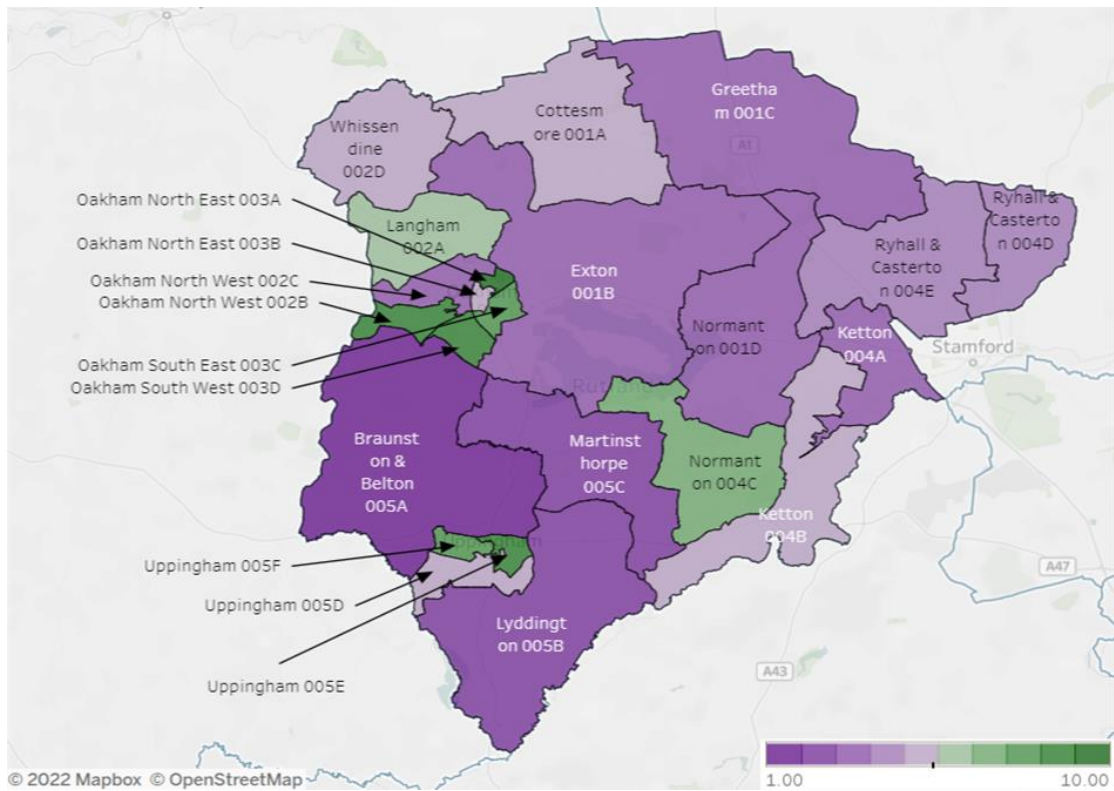 Greetha
m 001C
Cottesm
ore 001A
Whissen
dine
002D
A1
Oakham North East 003A
Ryhall &
Casterto
n 004D
Langham
002A
Oakham North East 003B
Ryhall &
Casterto
n 004E
Exton
001B
Oakham North West 002C
Oakham North West 002B
Normant
on 001D
Ketton
004A
Stamford
Oakham South East 003C
Oakham South West 003D
Rutland
Braunst
on &
Belton
005A
Martinst
horpe
005C
Normant
on 004C
Ketton
004B
Uppingham
Uppingham 005F
A47
Uppingham 005D
Lyddingt
on 005B
A43
Uppingham 005E
© 2022 Mapbox © OpenStreetMap
1.00
10.00